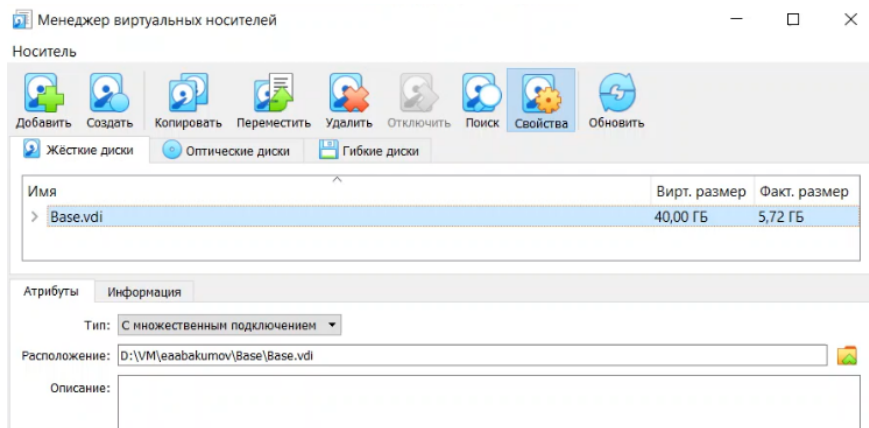 Менеджер виртуальных носителей
Носитель
Добавить Создать Копировать Переместить Удалить Отключить Поиск Свойства Обновить
Жёсткие диски Оптические диски Гибкие диски
Имя Вирт. размер Факт. размер
Base.vdi 40,00 ГБ 5,72 ГБ
Атрибуты Информация
Тип: С множественным подключением
Расположение: D:\VM\eaabakumov\Base\Base.vdi
Описание: